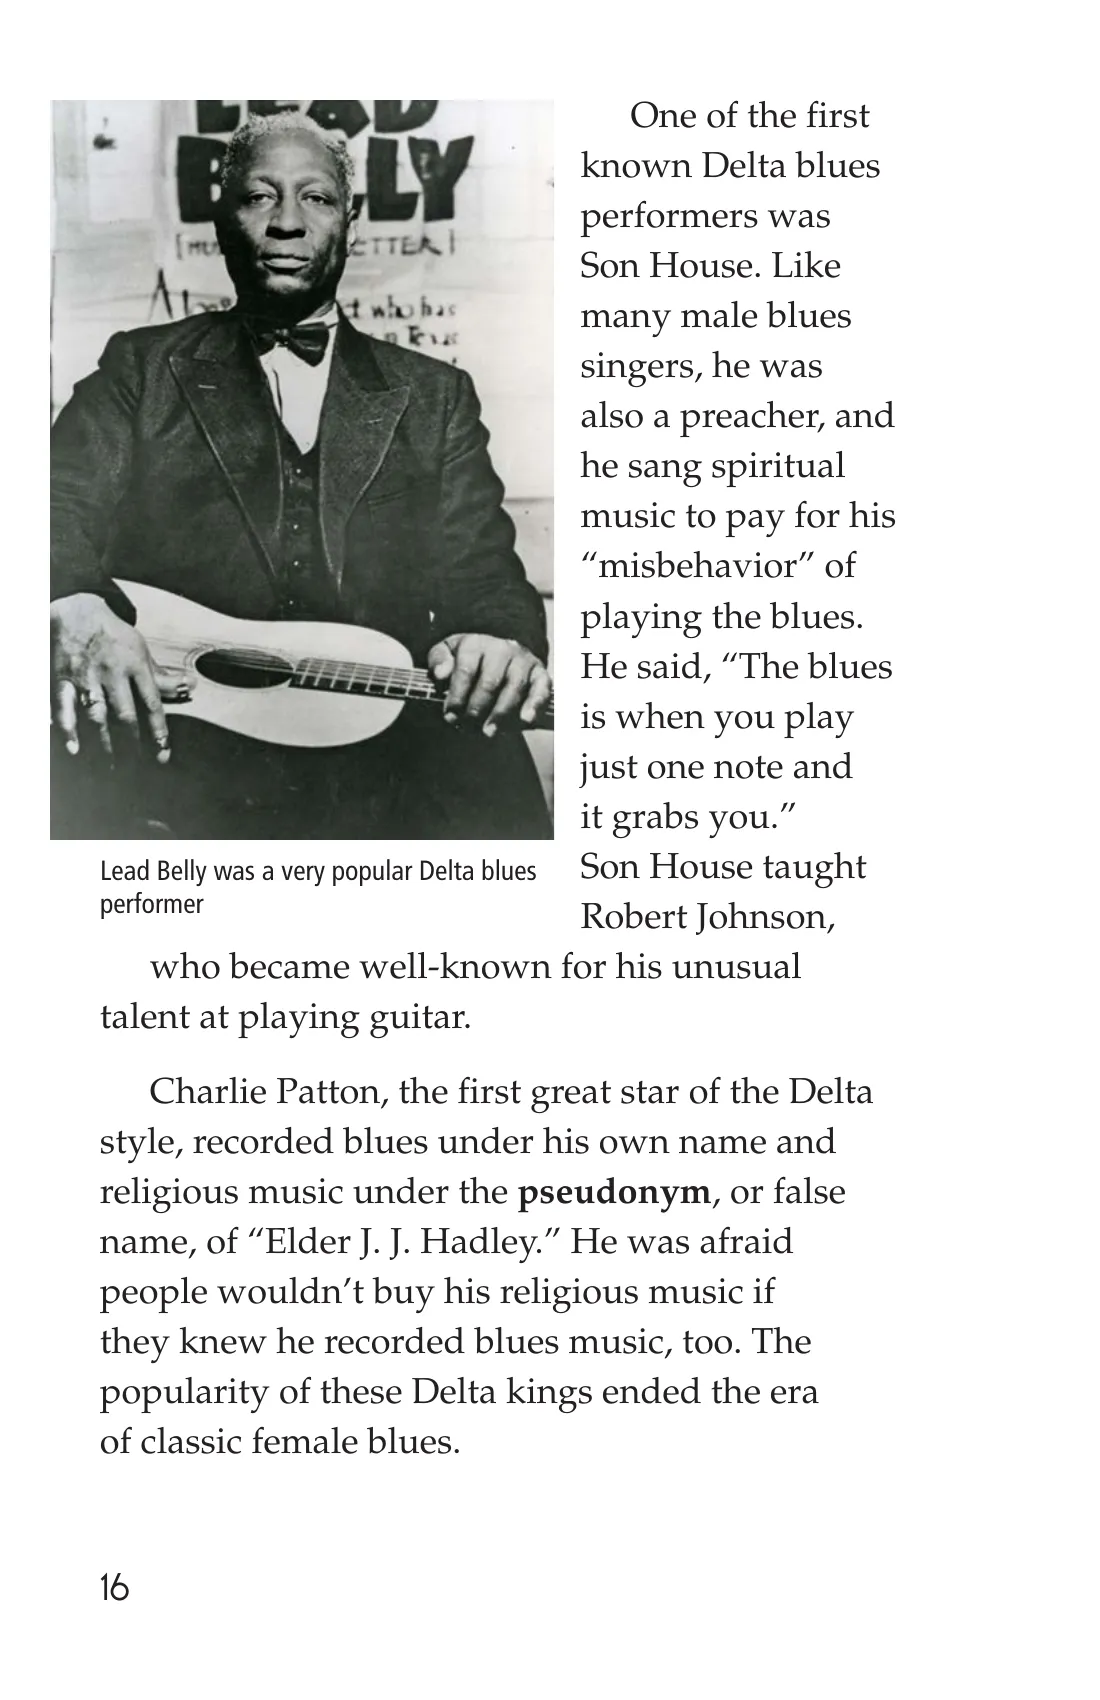 LEAD
BELLY
One of the first
known Delta blues
performers was
Son House. Like
many male blues
singers, he was
also a preacher, and
he sang spiritual
music to pay for his
“misbehavior” of
playing the blues.
He said, “The blues
is when you play
just one note and
it grabs you.”
Son House taught
Robert Johnson,
Lead Belly was a very popular Delta blues
performer
who became well-known for his unusual
talent at playing guitar.
Charlie Patton, the first great star of the Delta
style, recorded blues under his own name and
religious music under the pseudonym, or false
name, of “Elder J. J. Hadley.” He was afraid
people wouldn’t buy his religious music if
they knew he recorded blues music, too. The
popularity of these Delta kings ended the era
of classic female blues.
16